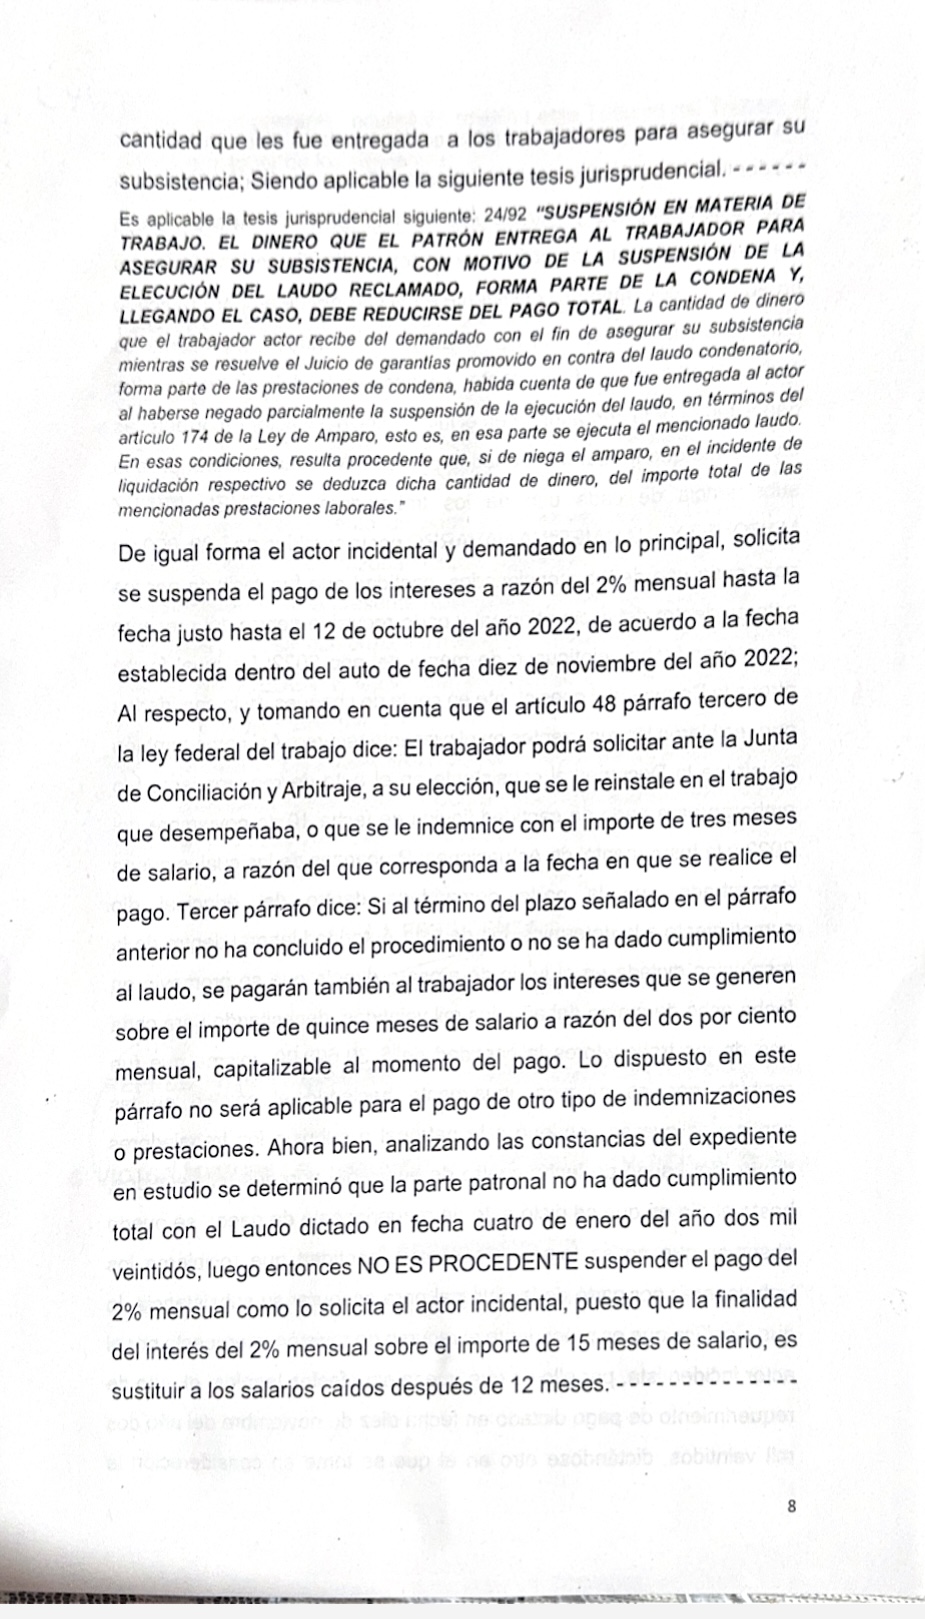 cantidad que les fue entregada a los trabajadores para asegurar su
subsistencia; Siendo aplicable la siguiente tesis jurisprudencial. - - - - - -
Es aplicable la tesis jurisprudencial siguiente: 24/92 "SUSPENSIÓN EN MATERIA DE
TRABAJO. EL DINERO QUE EL PATRÓN ENTREGA AL TRABAJADOR PARA
ASEGURAR SU SUBSISTENCIA, CON MOTIVO DE LA SUSPENSIÓN DE LA
ELECUCIÓN DEL LAUDO RECLAMADO, FORMA PARTE DE LA CONDENA Y,
LLEGANDO EL CASO, DEBE REDUCIRSE DEL PAGO TOTAL. La cantidad de dinero
que el trabajador actor recibe del demandado con el fin de asegurar su subsistencia
mientras se resuelve el Juicio de garantías promovido en contra del laudo condenatorio,
forma parte de las prestaciones de condena, habida cuenta de que fue entregada al actor
al haberse negado parcialmente la suspensión de la ejecución del laudo, en términos del
articulo 174 de la Ley de Amparo, esto es, en esa parte se ejecuta el mencionado laudo.
En esas condiciones, resulta procedente que, si de niega el amparo, en el incidente de
liquidación respectivo se deduzca dicha cantidad de dinero, del importe total de las
mencionadas prestaciones laborales."
De igual forma el actor incidental y demandado en lo principal, solicita
se suspenda el pago de los intereses a razón del 2% mensual hasta la
fecha justo hasta el 12 de octubre del año 2022, de acuerdo a la fecha
establecida dentro del auto de fecha diez de noviembre del año 2022;
Al respecto, y tomando en cuenta que el artículo 48 párrafo tercero de
la ley federal del trabajo dice: El trabajador podrá solicitar ante la Junta
de Conciliación y Arbitraje, a su elección, que se le reinstale en el trabajo
que desempeñaba, o que se le indemnice con el importe de tres meses
de salario, a razón del que corresponda a la fecha en que se realice el
pago. Tercer párrafo dice: Si al término del plazo señalado en el párrafo
anterior no ha concluido el procedimiento o no se ha dado cumplimiento
al laudo, se pagarán también al trabajador los intereses que se generen
sobre el importe de quince meses de salario a razón del dos por ciento
mensual, capitalizable al momento del pago. Lo dispuesto en este
párrafo no será aplicable para el pago de otro tipo de indemnizaciones
o prestaciones. Ahora bien, analizando las constancias del expediente
en estudio se determinó que la parte patronal no ha dado cumplimiento
total con el Laudo dictado en fecha cuatro de enero del año dos mil
veintidós, luego entonces NO ES PROCEDENTE suspender el pago del
2% mensual como lo solicita el actor incidental, puesto que la finalidad
del interés del 2% mensual sobre el importe de 15 meses de salario, es
sustituir a los salarios caídos después de 12 meses. - - - - - - - - - - - - - -
8